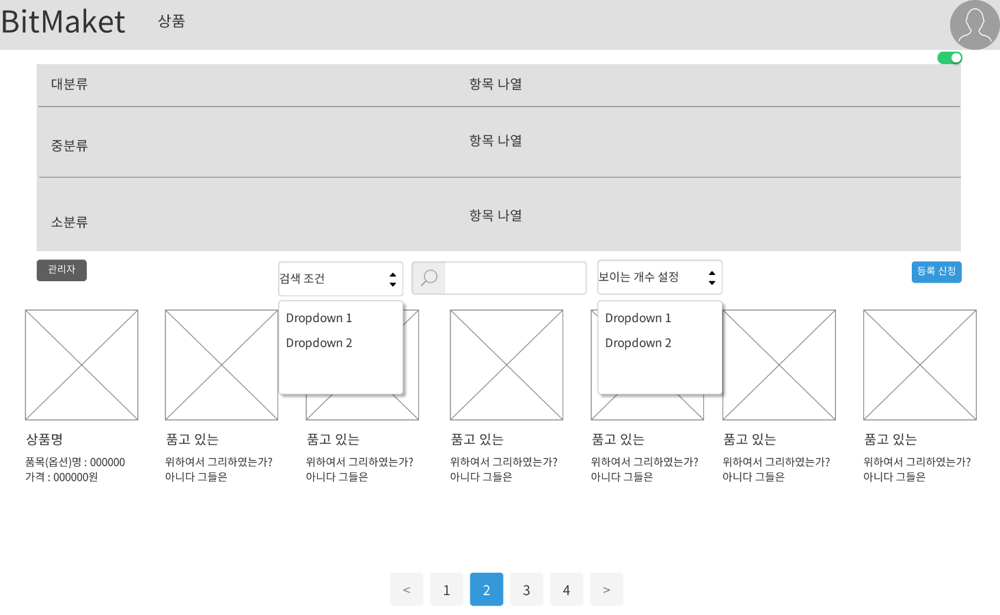 BitMaket
상품
대분류
항목 나열
중분류
항목 나열
소분류
항목 나열
관리자
검색 조건
보이는 개수 설정
등록 신청
Dropdown 1
Dropdown 2
Dropdown 1
Dropdown 2
상품명
품목(옵션)명 : 000000
가격 : 000000원
품고 있는
위하여서 그리하였는가?
아니다 그들은
품고 있는
위하여서 그리하였는가?
아니다 그들은
품고 있는
위하여서 그리하였는가?
아니다 그들은
품고 있는
위하여서 그리하였는가?
아니다 그들은
품고 있는
위하여서 그리하였는가?
아니다 그들은
품고 있는
위하여서 그리하였는가?
아니다 그들은
< 1 2 3 4 >